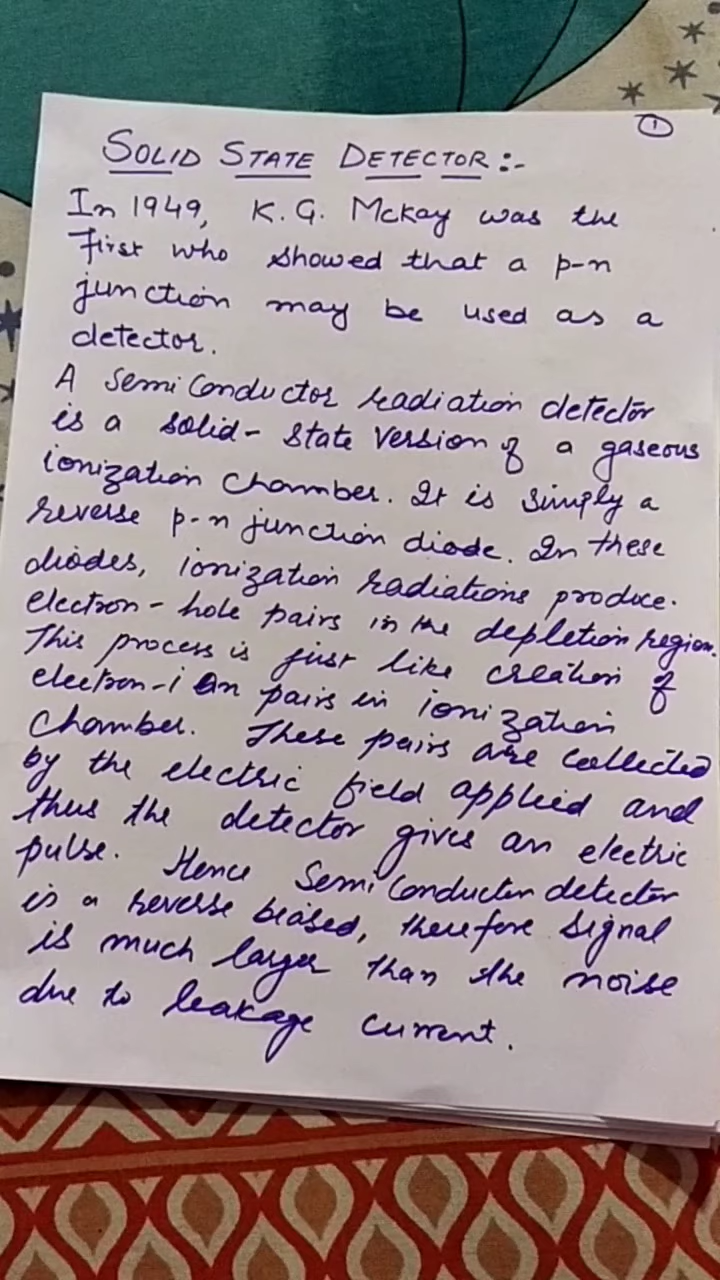 1
SOLID STATE DETECTOR :-
In 1949, K.G. Mckay was the
first who showed that a p-n
junction may be used as a
detector.
A Semi Conductor radiation detector
is a solid-state version of a gaseous
ionization chamber. It is simply a
reverse p-n junction diode. In these
diodes, ionization radiations produce.
electron-hole pairs in the depletion region.
This process is just like creation of
electron-ion pairs in ionization
chamber. These pairs are collected
by the electric field applied and
thus the detector gives an electric
pulse. Hence Semi Conductor detector
is a reverse biased, therefore signal
is much larger than the noise
due to leakage current.